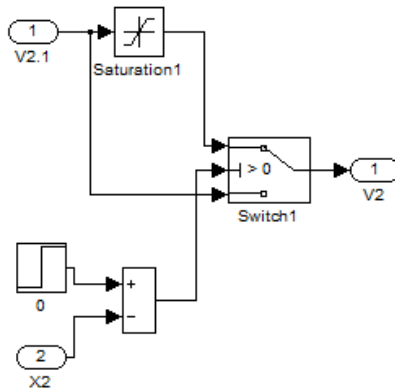 1
V2.1
Saturation1
> 0
Switch1
1
V2
0
+
−
2
X2